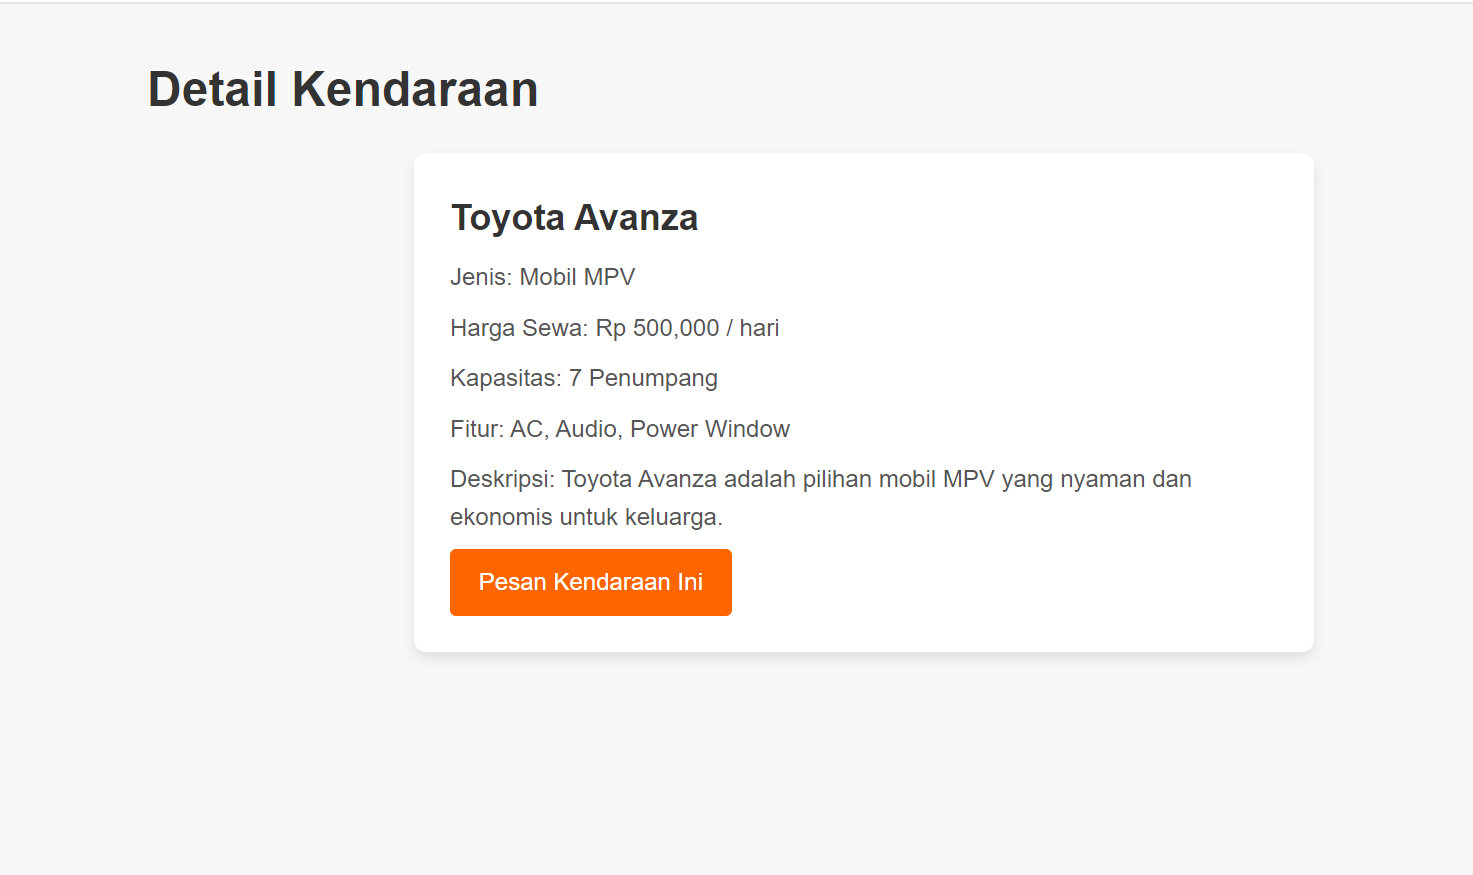 Detail Kendaraan
Toyota Avanza
Jenis: Mobil MPV
Harga Sewa: Rp 500,000 / hari
Kapasitas: 7 Penumpang
Fitur: AC, Audio, Power Window
Deskripsi: Toyota Avanza adalah pilihan mobil MPV yang nyaman dan
ekonomis untuk keluarga.
Pesan Kendaraan Ini